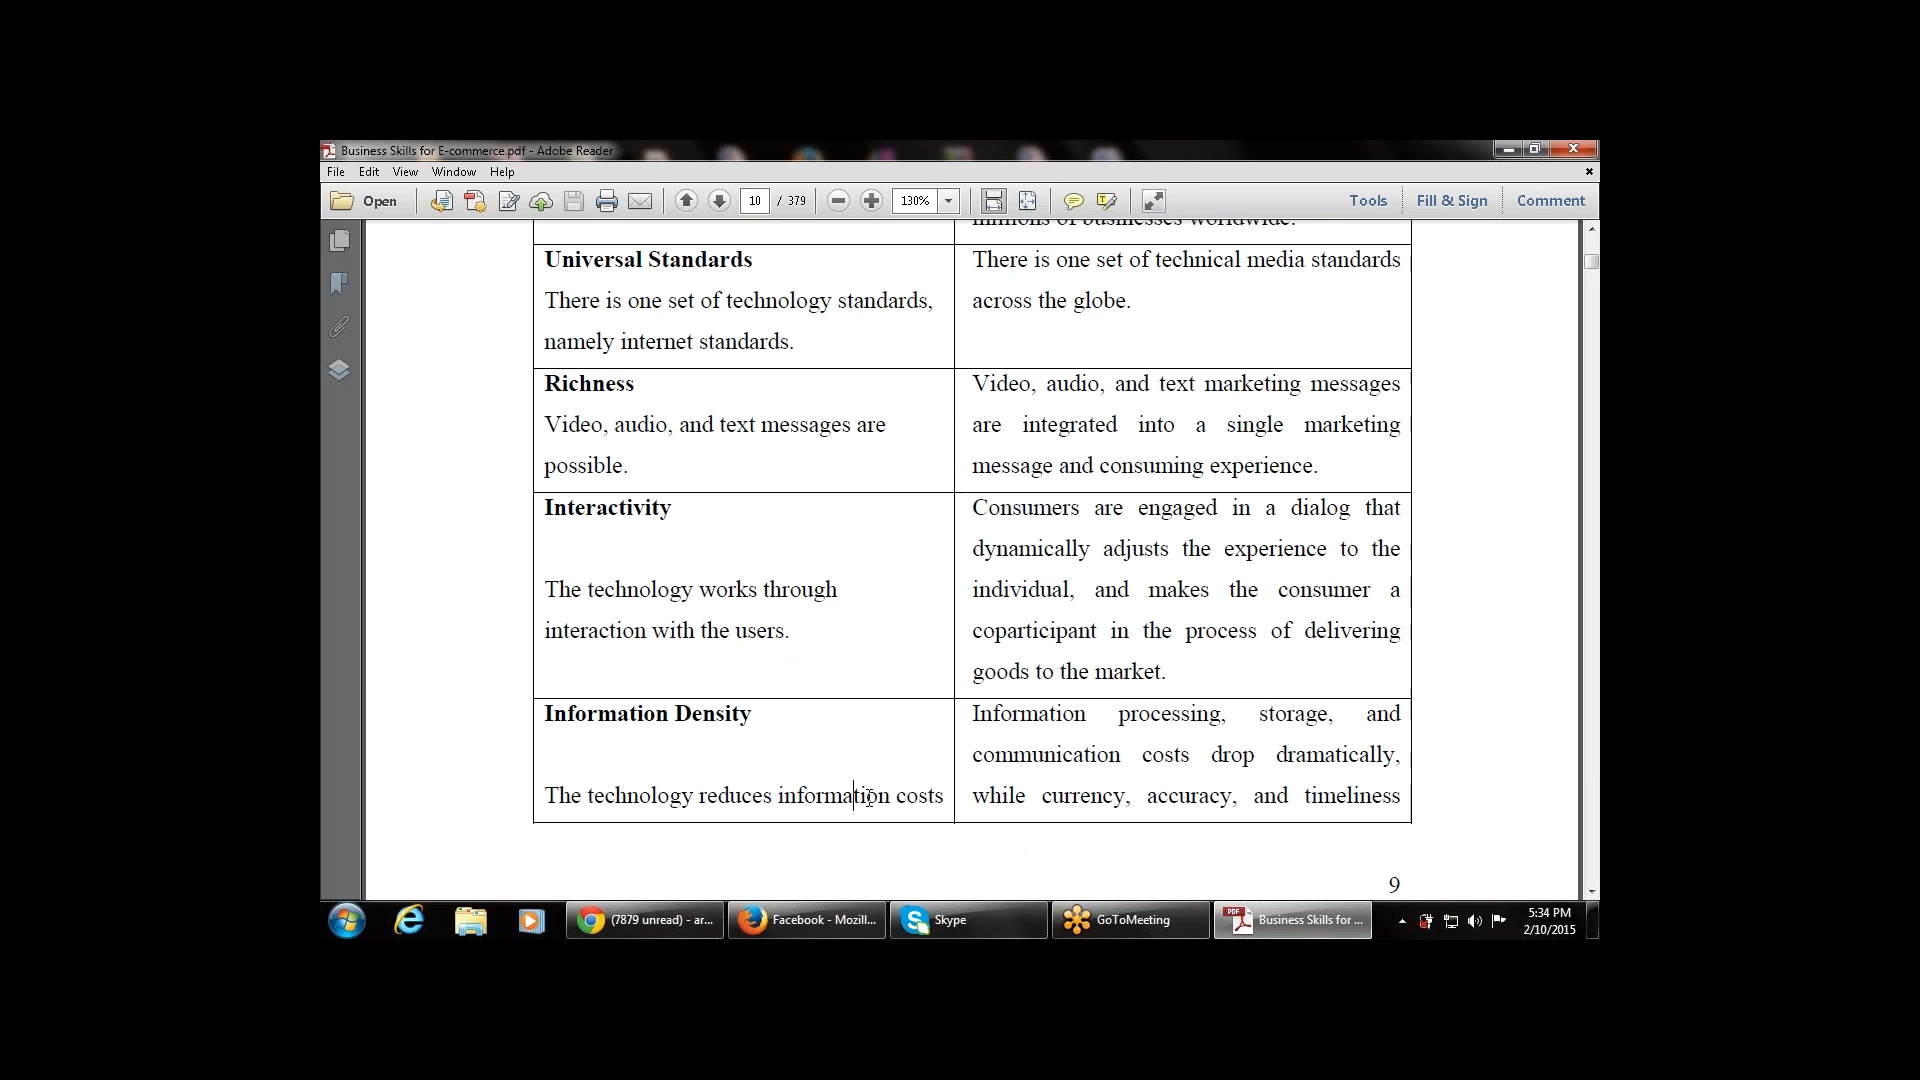 Business Skills for E-commerce.pdf - Adobe Reader
File Edit View Window Help
Open 10 / 379 130% Tools Fill & Sign Comment
millions of businesses worldwide.
Universal Standards
There is one set of technology standards,
namely internet standards.
There is one set of technical media standards
across the globe.
Richness
Video, audio, and text messages are
possible.
Video, audio, and text marketing messages
are integrated into a single marketing
message and consuming experience.
Interactivity
The technology works through
interaction with the users.
Consumers are engaged in a dialog that
dynamically adjusts the experience to the
individual, and makes the consumer a
coparticipant in the process of delivering
goods to the market.
Information Density
The technology reduces information costs
Information processing, storage, and
communication costs drop dramatically,
while currency, accuracy, and timeliness
9
(7879 unread) - ar... Facebook - Mozill... Skype GoToMeeting PDF Business Skills for ... 5:34 PM
2/10/2015